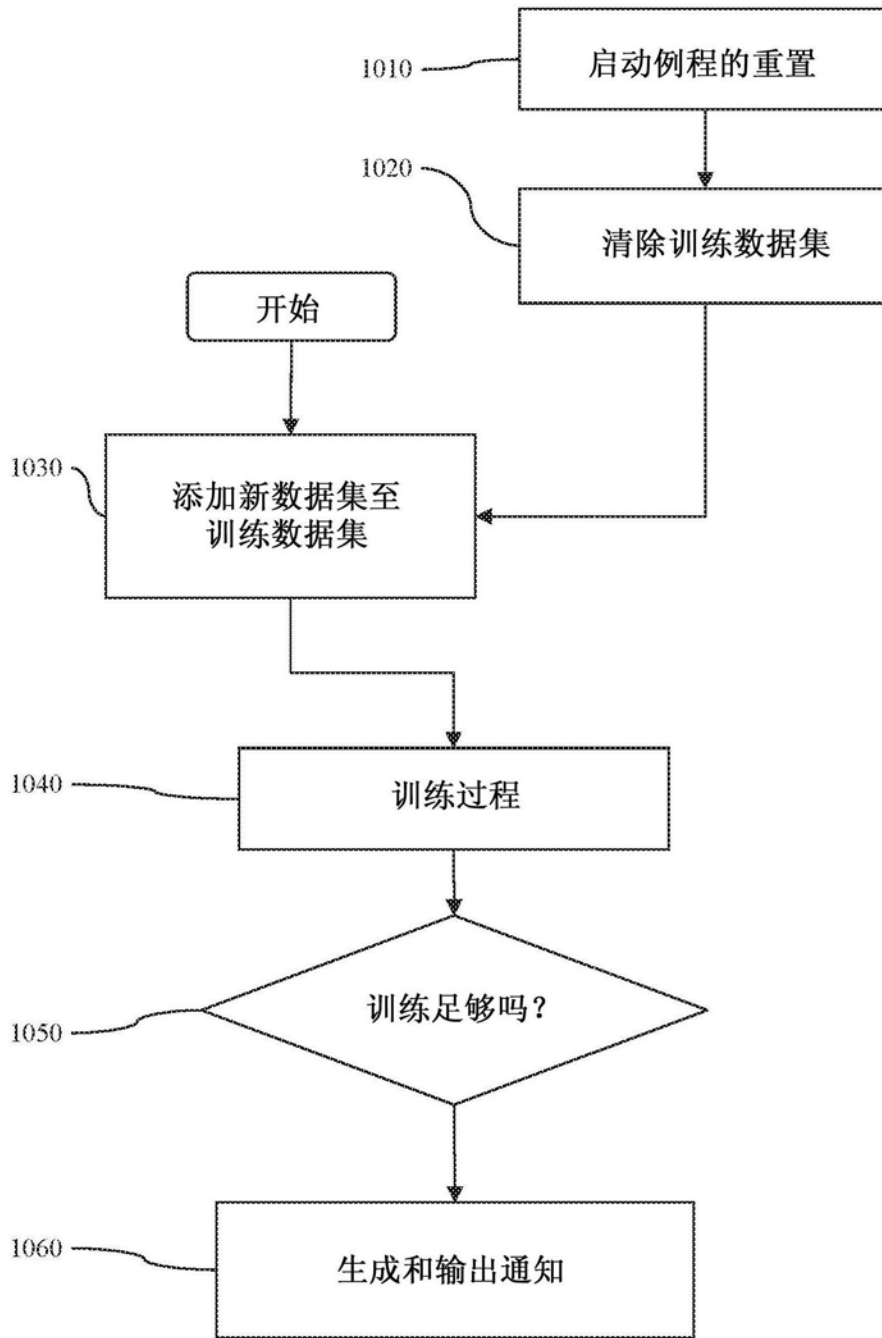 1010
启动例程的重置
1020
清除训练数据集
开始
1030
添加新数据集至
训练数据集
1040
训练过程
1050
训练足够吗？
1060
生成和输出通知